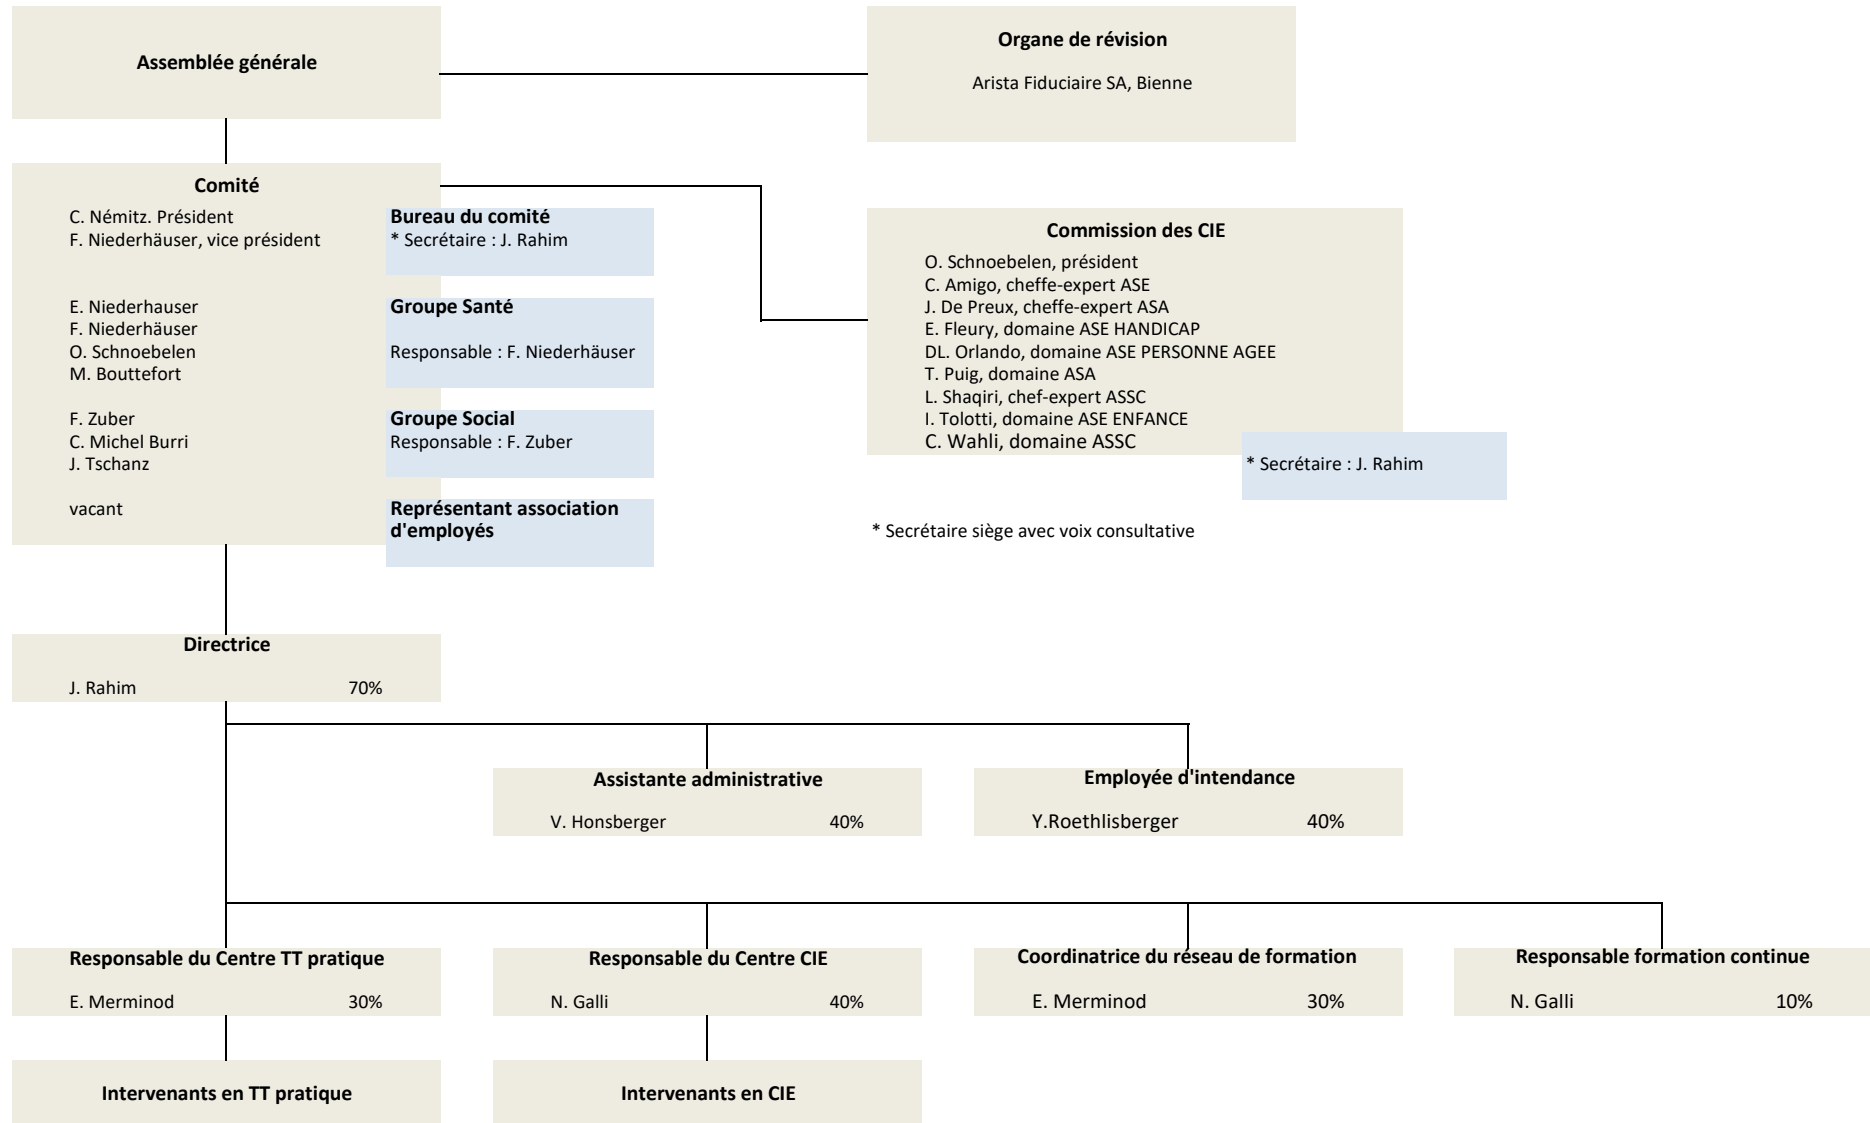 Assemblée générale
Organe de révision
Arista Fiduciaire SA, Bienne
Comité
C. Némitz. Président
F. Niederhäuser, vice président
Bureau du comité
* Secrétaire : J. Rahim
E. Niederhauser
F. Niederhäuser
O. Schnoebelen
M. Bouttefort
Groupe Santé
Responsable : F. Niederhäuser
F. Zuber
C. Michel Burri
J. Tschanz
Groupe Social
Responsable : F. Zuber
vacant
Représentant association
d'employés
Commission des CIE
O. Schnoebelen, président
C. Amigo, cheffe-expert ASE
J. De Preux, cheffe-expert ASA
E. Fleury, domaine ASE HANDICAP
DL. Orlando, domaine ASE PERSONNE AGEE
T. Puig, domaine ASA
L. Shaqiri, chef-expert ASSC
I. Tolotti, domaine ASE ENFANCE
C. Wahli, domaine ASSC
* Secrétaire : J. Rahim
* Secrétaire siège avec voix consultative
Directrice
J. Rahim 70%
Assistante administrative
V. Honsberger 40%
Employée d'intendance
Y.Roethlisberger 40%
Responsable du Centre TT pratique
E. Merminod 30%
Responsable du Centre CIE
N. Galli 40%
Coordinatrice du réseau de formation
E. Merminod 30%
Responsable formation continue
N. Galli 10%
Intervenants en TT pratique
Intervenants en CIE